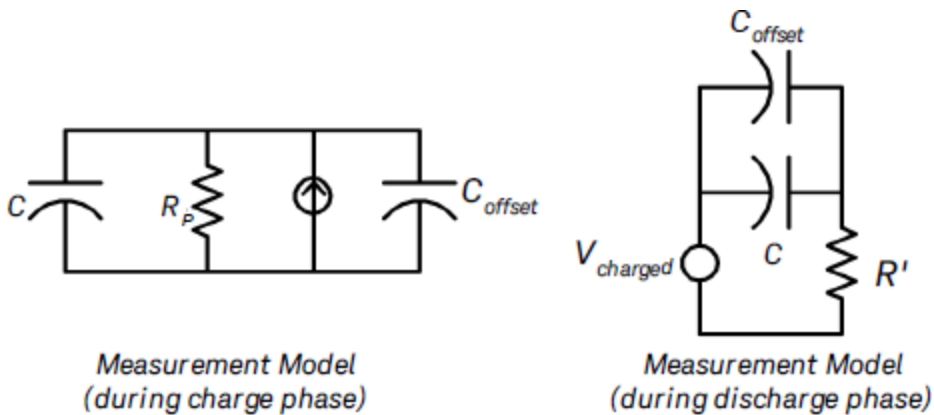 C
R_P
C_offset
Measurement Model
(during charge phase)
C_offset
C
V_charged
R'
Measurement Model
(during discharge phase)